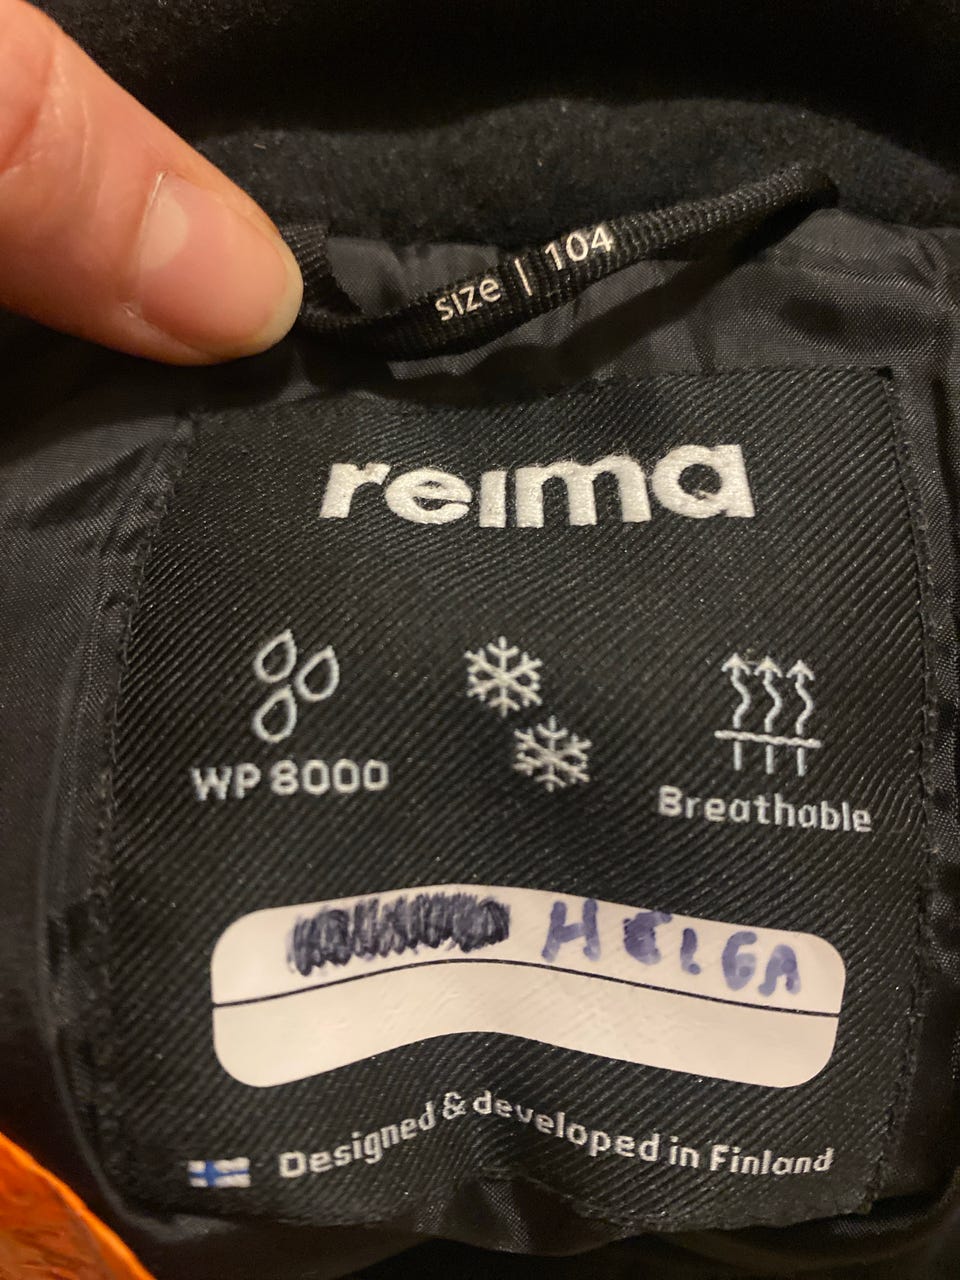 size | 104
reima
WP 8000
Breathable
HELGA
Designed & developed in Finland